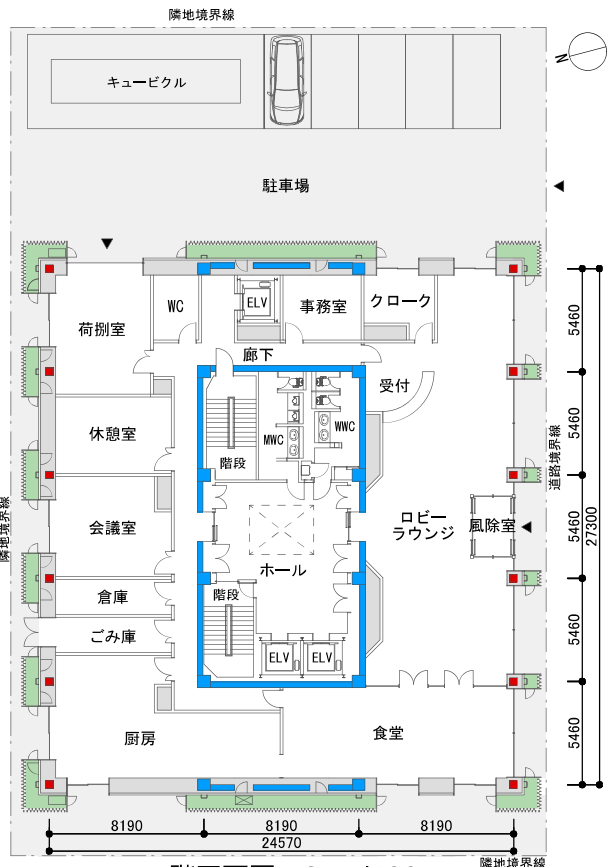 隣地境界線
キュービクル
N
駐車場
荷捌室
WC
ELV
事務室
クローク
廊下
受付
休憩室
階段
MWC
WWC
会議室
ロビー
ラウンジ
風除室
道路境界線
隣地境界線
ホール
倉庫
階段
ごみ庫
ELV
ELV
厨房
食堂
5460
5460
5460
5460
5460
27300
8190
8190
8190
24570
隣地境界線